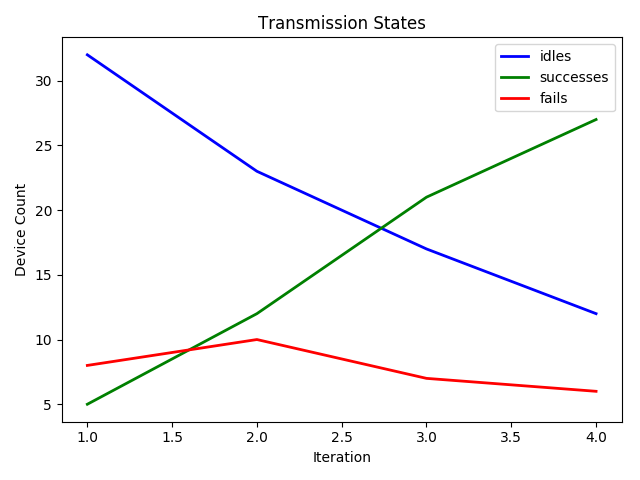 Transmission States
idles
successes
fails
Device Count
30
25
20
15
10
5
1.0 1.5 2.0 2.5 3.0 3.5 4.0
Iteration